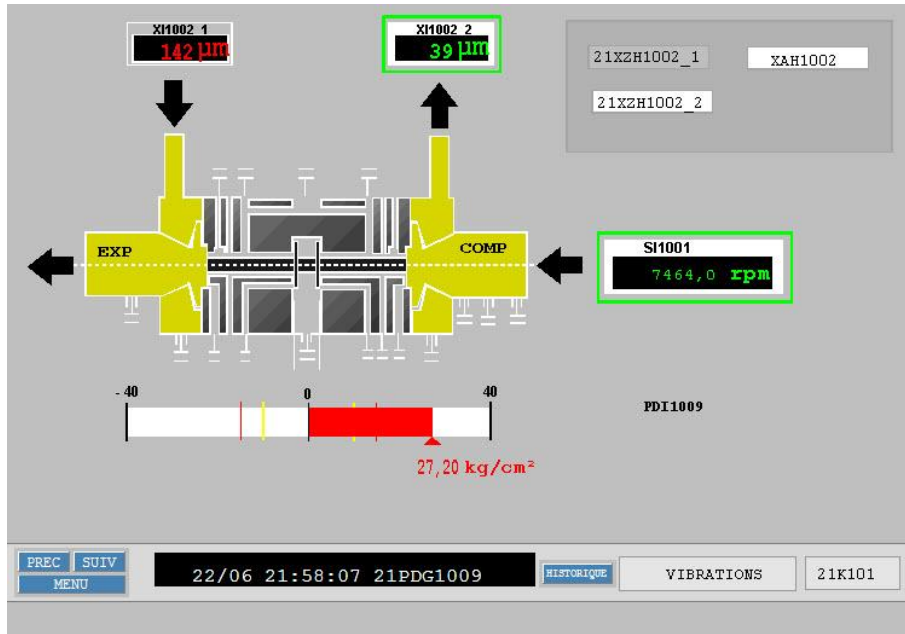 XI1002_1
142 µm
XI1002_2
39 µm
21XZH1002_1
XAH1002
21XZH1002_2
EXP
COMP
SI1001
7464,0 rpm
- 40
0
40
PDI1009
27,20 kg/cm²
PREC
SUIV
MENU
22/06 21:58:07 21PDG1009
HISTORIQUE
VIBRATIONS
21K101